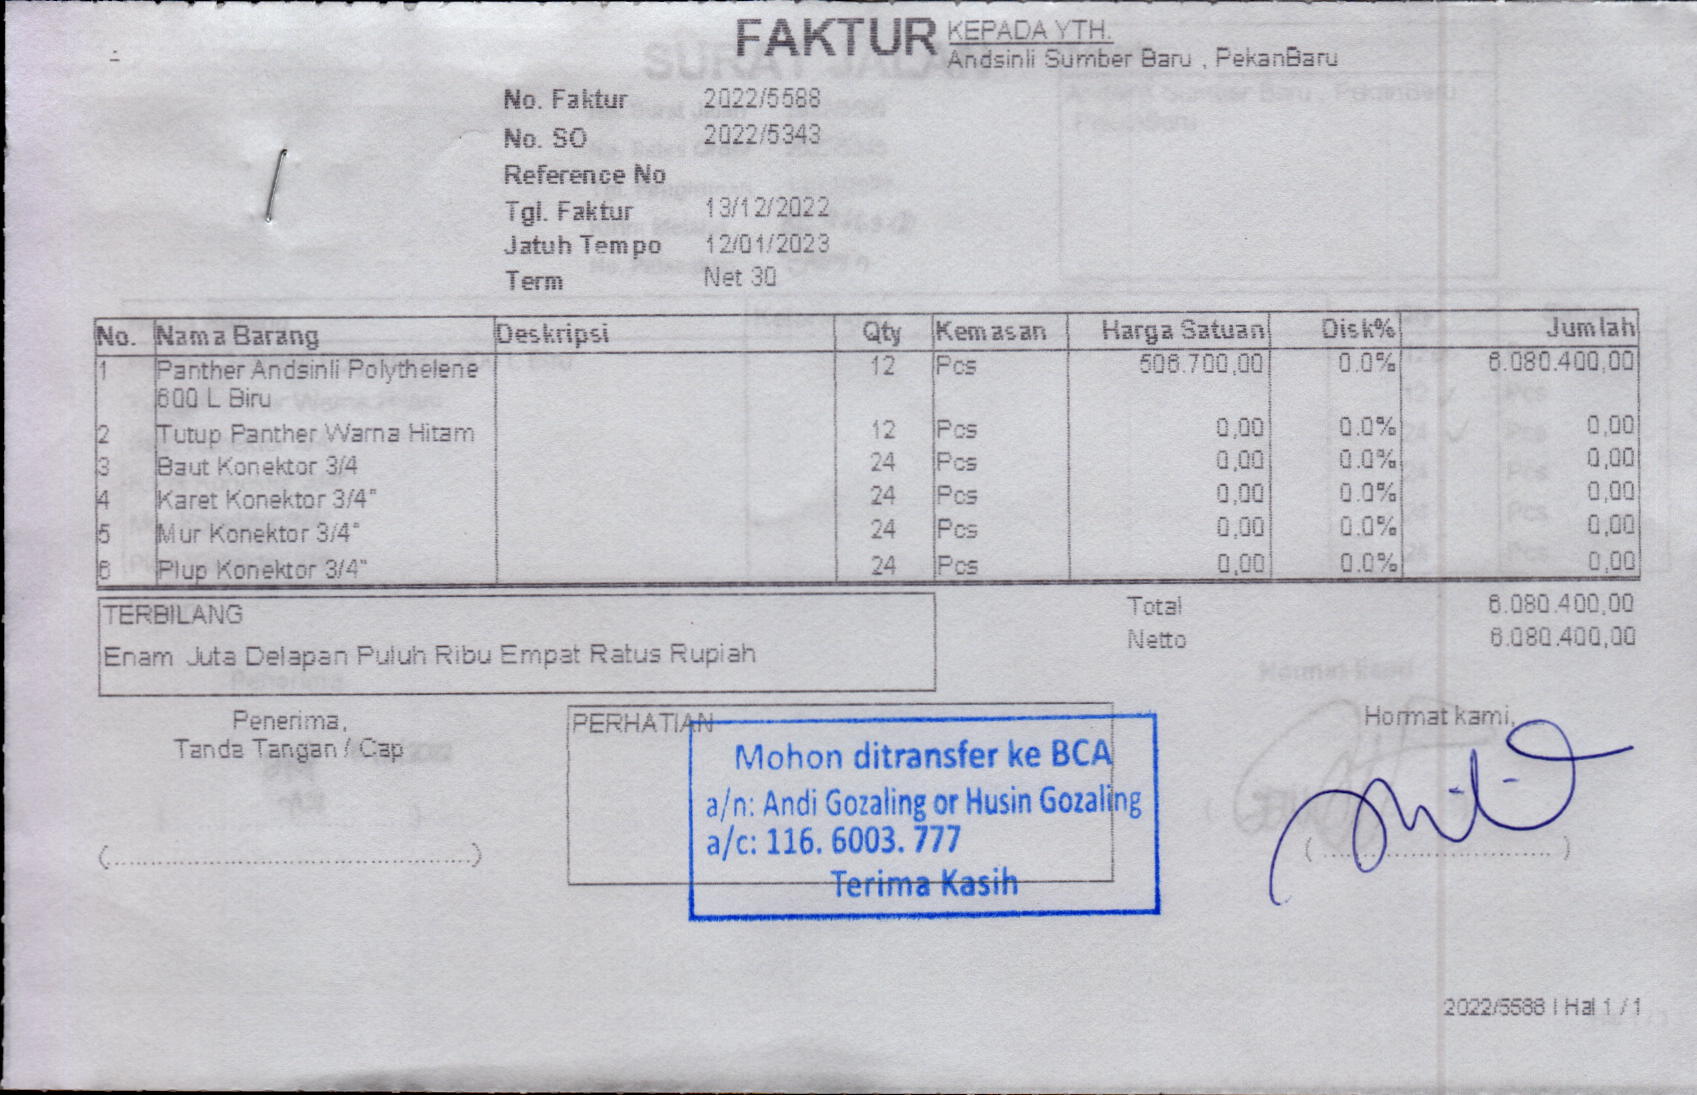 FAKTUR
KEPADA YTH.
Andsinli Sumber Baru , PekanBaru
No. Faktur 2022/5588
No. SO 2022/5343
Reference No
Tgl. Faktur 13/12/2022
Jatuh Tempo 12/01/2023
Term Net 30
No. Nama Barang Deskripsi Qty Kemasan Harga Satuan Disk% Jumlah
1 Panther Andsinli Polythelene 12 Pcs 506.700,00 0.0% 6.080.400,00
600 L Biru
2 Tutup Panther Warna Hitam 12 Pcs 0,00 0.0% 0,00
3 Baut Konektor 3/4 24 Pcs 0,00 0.0% 0,00
4 Karet Konektor 3/4" 24 Pcs 0,00 0.0% 0,00
5 Mur Konektor 3/4" 24 Pcs 0,00 0.0% 0,00
6 Plup Konektor 3/4" 24 Pcs 0,00 0.0% 0,00
TERBILANG
Enam Juta Delapan Puluh Ribu Empat Ratus Rupiah
Total 6.080.400,00
Netto 6.080.400,00
Penerima,
Tanda Tangan / Cap
(........................................)
PERHATIAN
Mohon ditransfer ke BCA
a/n: Andi Gozaling or Husin Gozaling
a/c: 116. 6003. 777
Terima Kasih
Hormat kami,
( ............................ )
2022/5588 | Hal 1 / 1